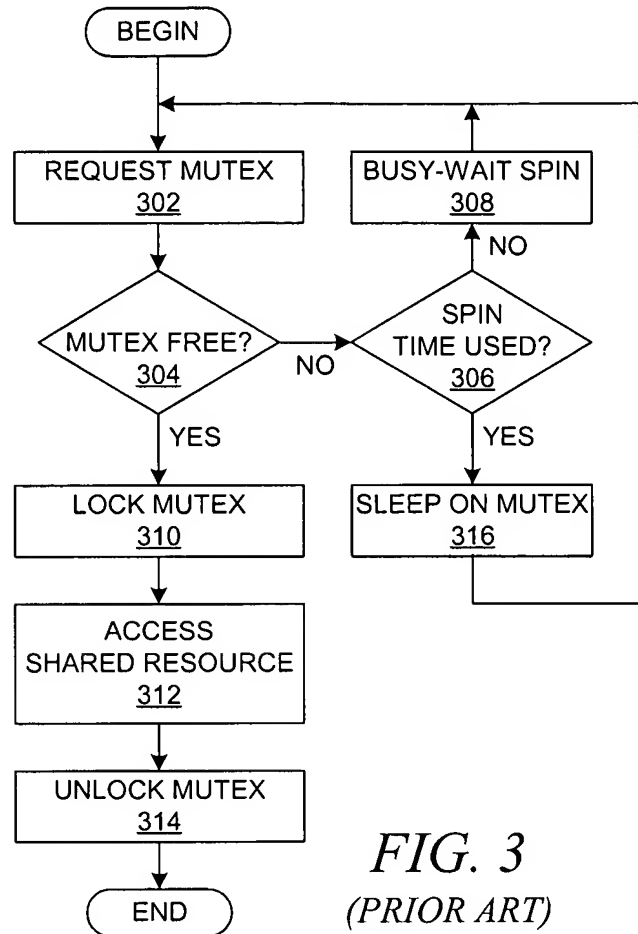 BEGIN
REQUEST MUTEX
302
BUSY-WAIT SPIN
308
NO
MUTEX FREE?
304
NO
SPIN
TIME USED?
306
YES
YES
LOCK MUTEX
310
SLEEP ON MUTEX
316
ACCESS
SHARED RESOURCE
312
UNLOCK MUTEX
314
END
FIG. 3
(PRIOR ART)